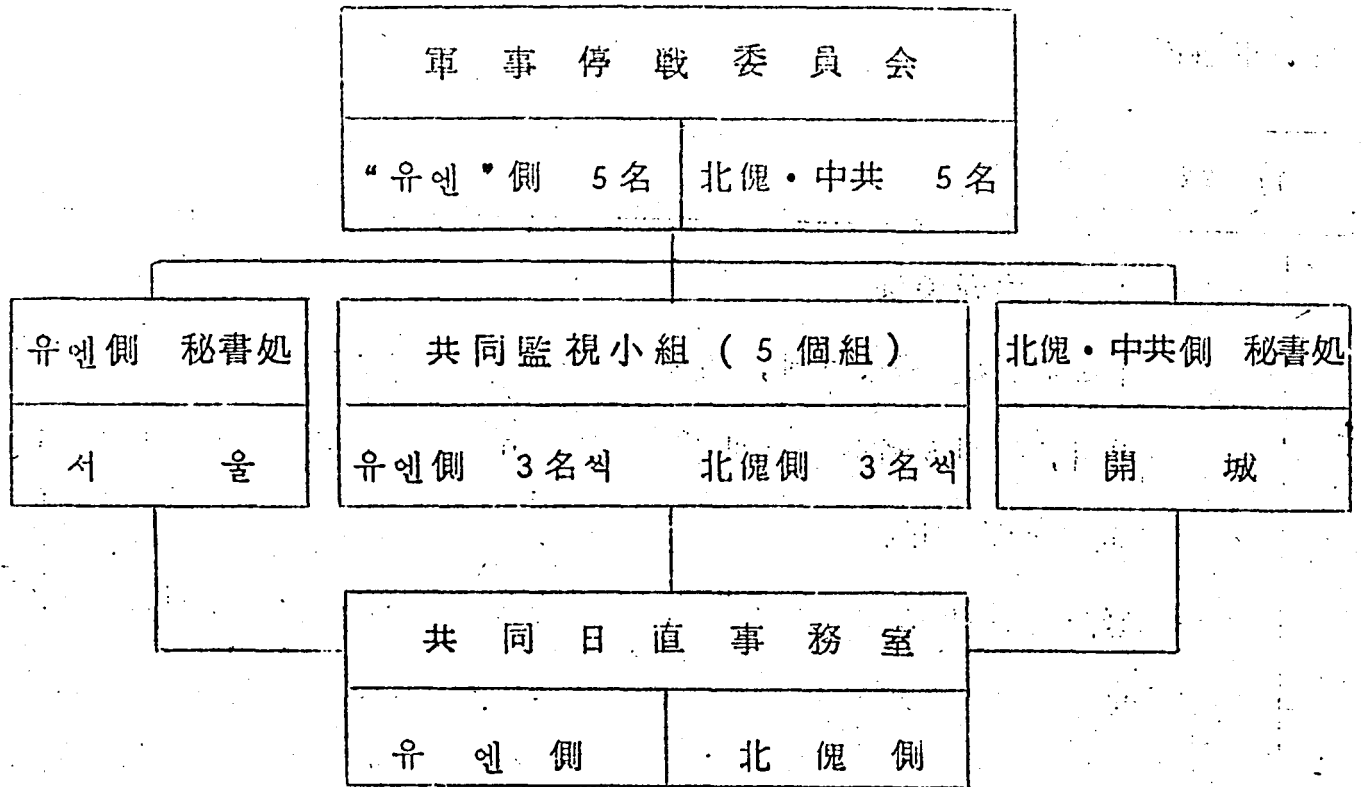 軍事停戦委員会
“유엔”側 5名 北傀・中共 5名
유엔側 秘書処
서울
共同監視小組 ( 5 個組 )
유엔側 3名씩 北傀側 3名씩
北傀・中共側 秘書処
開城
共同日直事務室
유엔側 北傀側